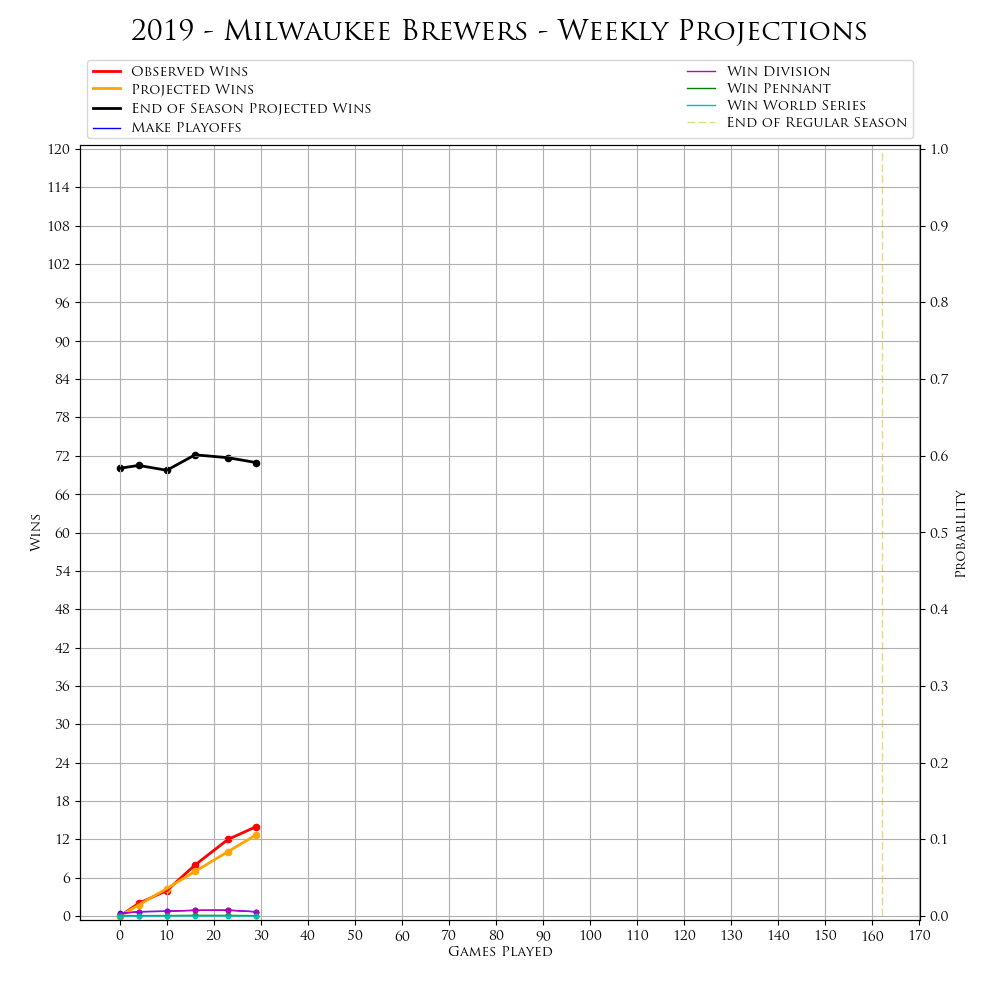 2019 - Milwaukee Brewers - Weekly Projections
Observed Wins
Projected Wins
End of Season Projected Wins
Make Playoffs
Win Division
Win Pennant
Win World Series
End of Regular Season
120
114
108
102
96
90
84
78
72
66
60
54
48
42
36
30
24
18
12
6
0
Wins
1.0
0.9
0.8
0.7
0.6
0.5
0.4
0.3
0.2
0.1
0.0
Probability
0 10 20 30 40 50 60 70 80 90 100 110 120 130 140 150 160 170
Games Played